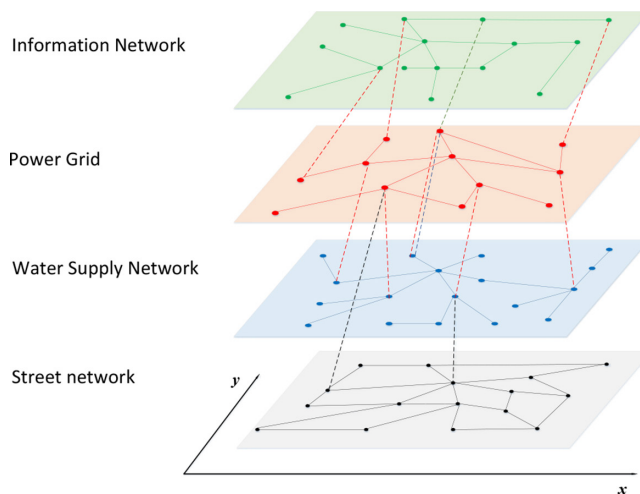 Information Network
Power Grid
Water Supply Network
Street network
y
x